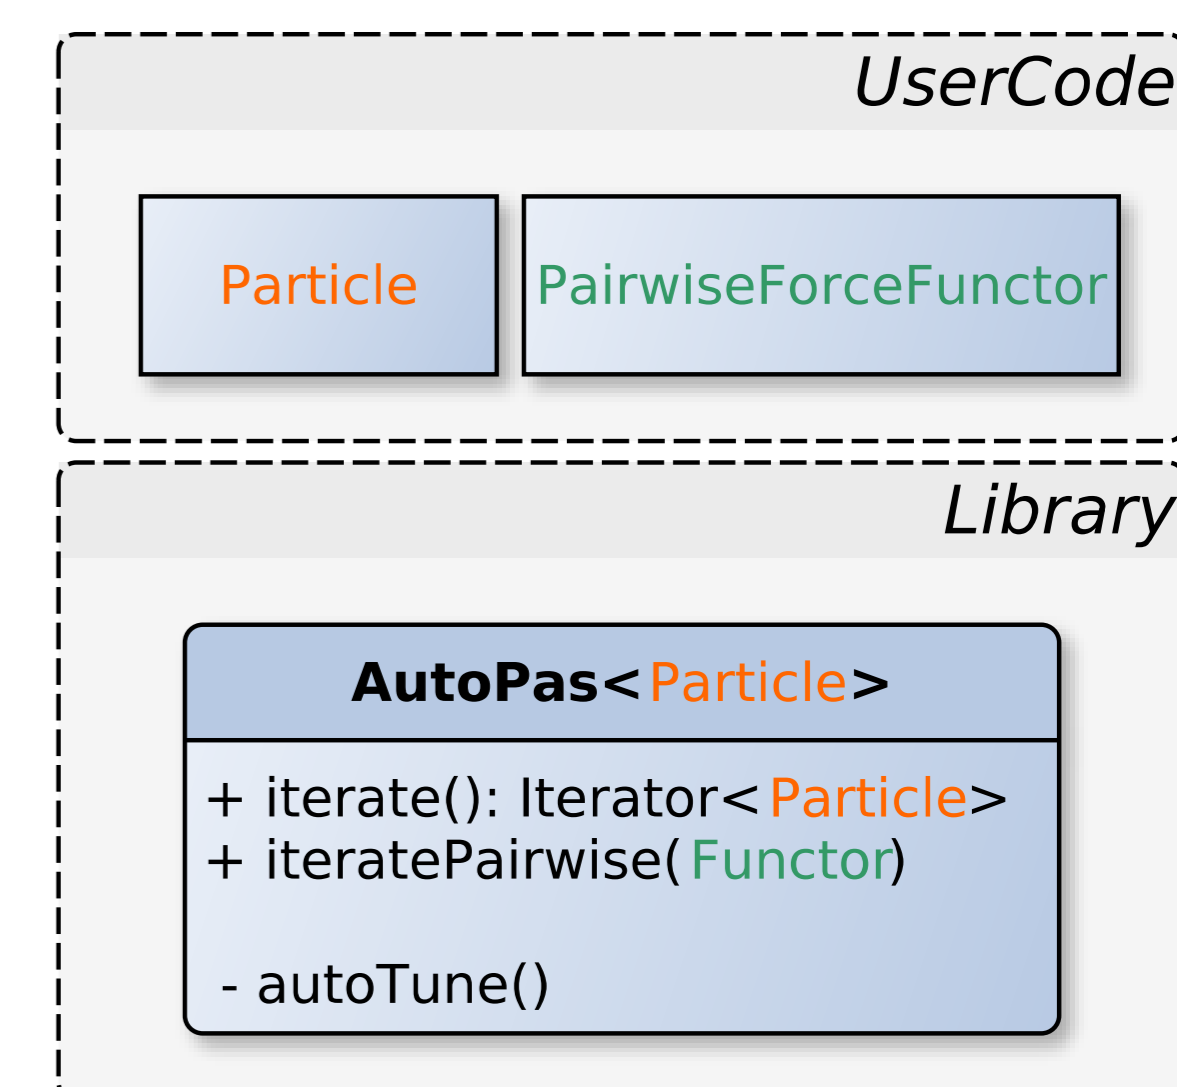 UserCode
Particle
PairwiseForceFunctor
Library
AutoPas<Particle>
+ iterate(): Iterator<Particle>
+ iteratePairwise(Functor)
- autoTune()